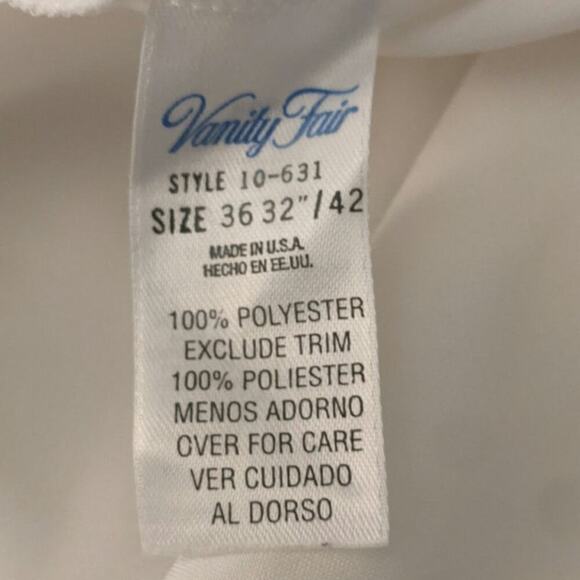 Vanity Fair
STYLE 10-631
SIZE 36 32"/42
MADE IN U.S.A.
HECHO EN EE.UU.
100% POLYESTER
EXCLUDE TRIM
100% POLIESTER
MENOS ADORNO
OVER FOR CARE
VER CUIDADO
AL DORSO